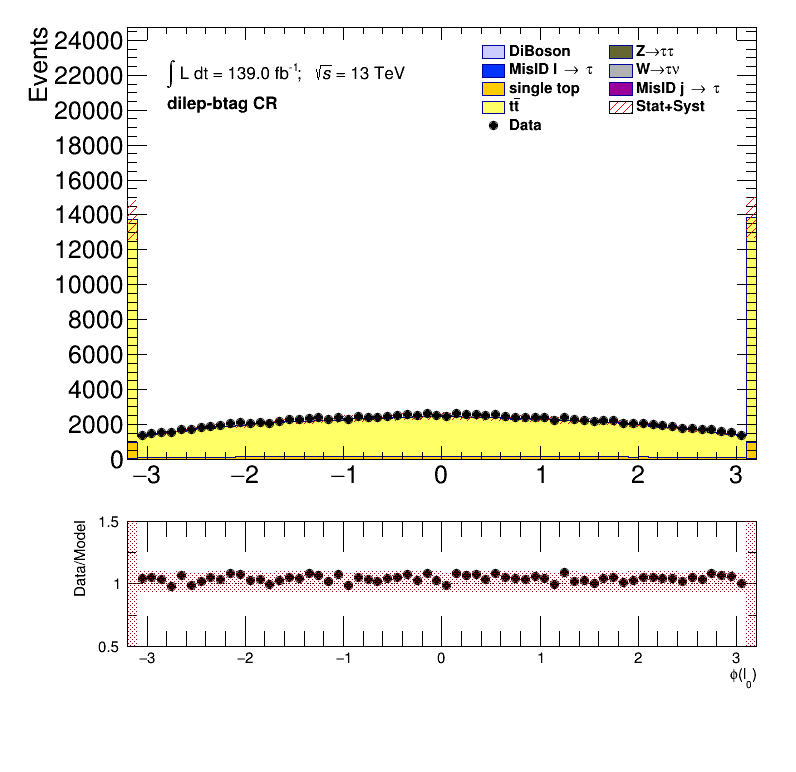 Events
24000
22000
20000
18000
16000
14000
12000
10000
8000
6000
4000
2000
0
∫ L dt = 139.0 fb⁻¹; √s = 13 TeV
dilep-btag CR
DiBoson
MisID l → τ
single top
tt̄
Data
Z→ττ
W→τν
MisID j → τ
Stat+Syst
−3 −2 −1 0 1 2 3
Data/Model
1.5
1
0.5
−3 −2 −1 0 1 2 3
ϕ(l₀)